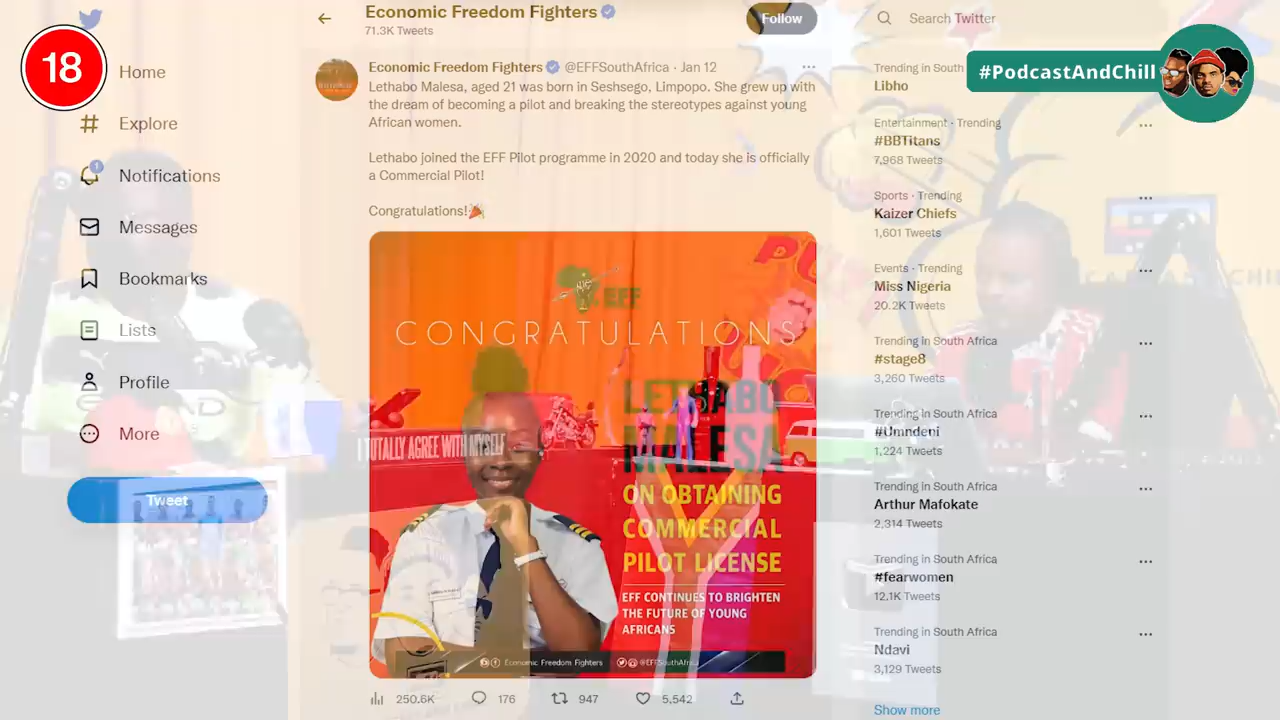 18
Home
Explore
1
Notifications
Messages
Bookmarks
Lists
Profile
More
Tweet
Economic Freedom Fighters
71.3K Tweets
Follow
Economic Freedom Fighters @EFFSouthAfrica · Jan 12
Lethabo Malesa, aged 21 was born in Seshsego, Limpopo. She grew up with
the dream of becoming a pilot and breaking the stereotypes against young
African women.
Lethabo joined the EFF Pilot programme in 2020 and today she is officially
a Commercial Pilot!
Congratulations!🎉
EFF
CONGRATULATIONS
LETHABO
MALESA
ON OBTAINING
COMMERCIAL
PILOT LICENSE
EFF CONTINUES TO BRIGHTEN
THE FUTURE OF YOUNG
AFRICANS
Economic Freedom Fighters @EFFSouthAfrica
I TOTALLY AGREE WITH MYSELF
250.6K 176 947 5,542
Search Twitter
#PodcastAndChill
Trending in South
Libho
Entertainment · Trending
#BBTitans
7,968 Tweets
Sports · Trending
Kaizer Chiefs
1,601 Tweets
Events · Trending
Miss Nigeria
20.2K Tweets
Trending in South Africa
#stage8
3,260 Tweets
Trending in South Africa
#Umndeni
1,224 Tweets
Trending in South Africa
Arthur Mafokate
2,314 Tweets
Trending in South Africa
#fearwomen
12.1K Tweets
Trending in South Africa
Ndavi
3,129 Tweets
Show more